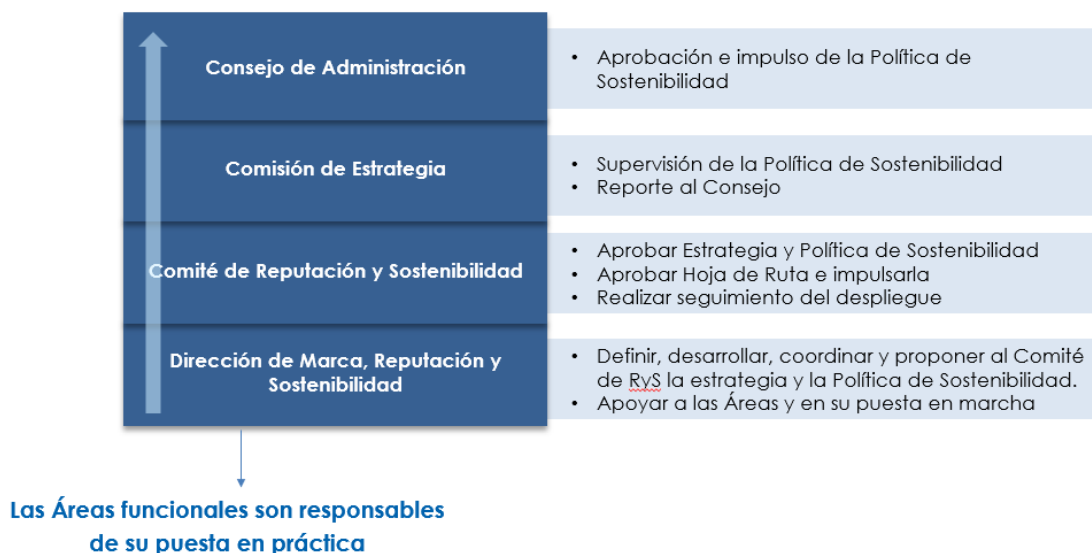 Consejo de Administración
• Aprobación e impulso de la Política de
Sostenibilidad
Comisión de Estrategia
• Supervisión de la Política de Sostenibilidad
• Reporte al Consejo
Comité de Reputación y Sostenibilidad
• Aprobar Estrategia y Política de Sostenibilidad
• Aprobar Hoja de Ruta e impulsarla
• Realizar seguimiento del despliegue
Dirección de Marca, Reputación y
Sostenibilidad
• Definir, desarrollar, coordinar y proponer al Comité
de RyS la estrategia y la Política de Sostenibilidad.
• Apoyar a las Áreas y en su puesta en marcha
Las Áreas funcionales son responsables
de su puesta en práctica